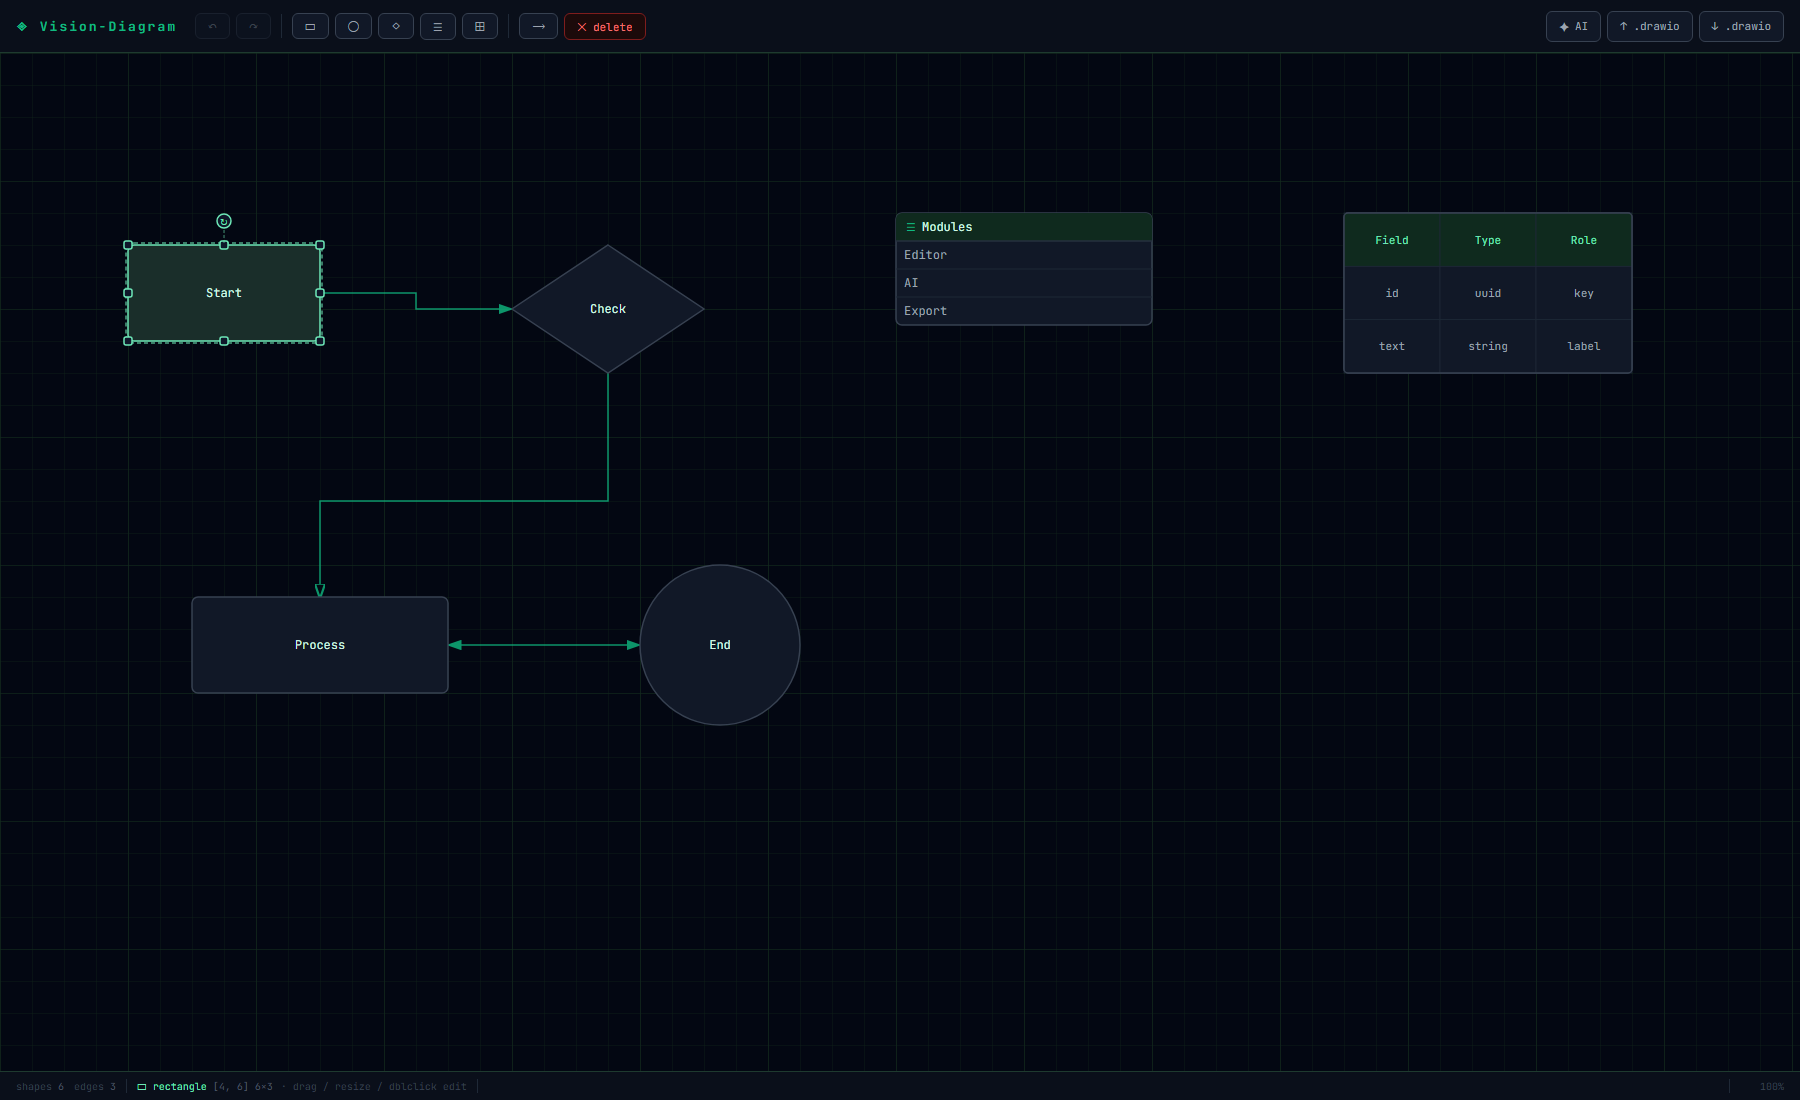 Vision-Diagram
delete
AI
↑ .drawio
↓ .drawio
Start
Check
Modules
Editor
AI
Export
Field Type Role
id uuid key
text string label
Process
End
shapes 6 edges 3 rectangle [4, 6] 6×3 · drag / resize / dblclick edit
100%